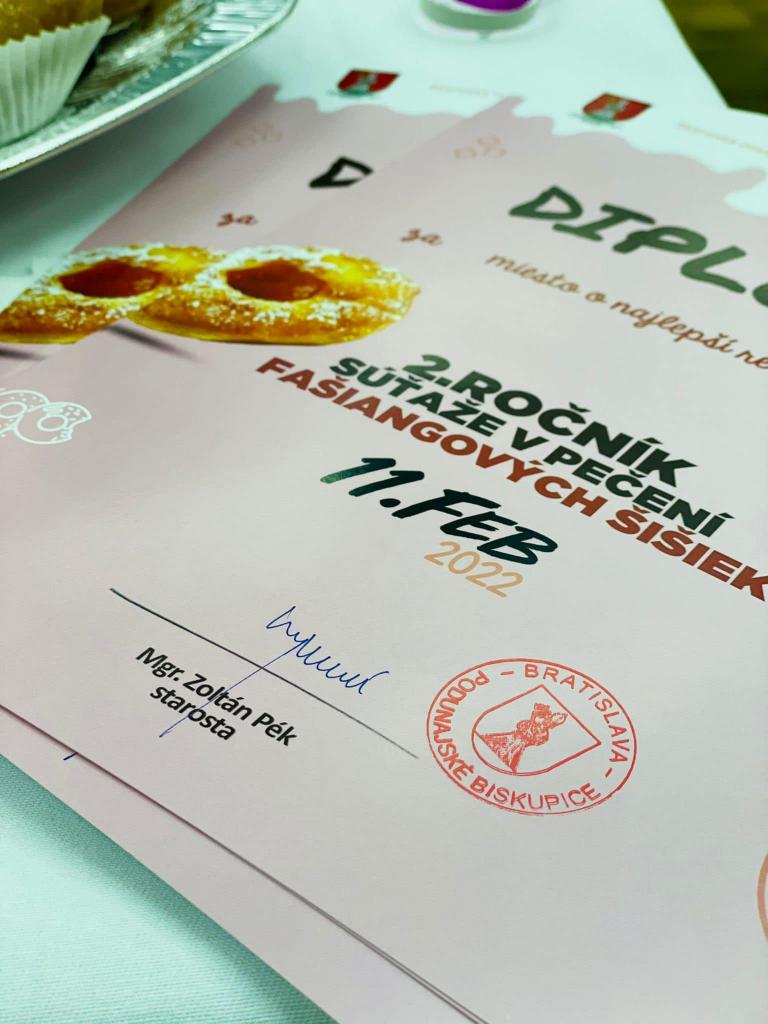 D
za
DIPLO
za
miesto o najlepší re
2.ROČNÍK
SÚŤAŽE V PEČENÍ
FAŠIANGOVÝCH ŠIŠIEK
11.FEB
2022
Mgr. Zoltán Pék
starosta
- BRATISLAVA -
PODUNAJSKÉ BISKUPICE